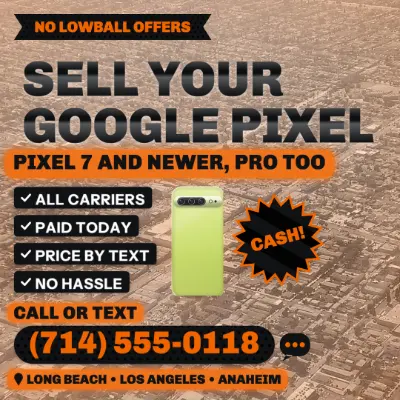 NO LOWBALL OFFERS
SELL YOUR
GOOGLE PIXEL
PIXEL 7 AND NEWER, PRO TOO
ALL CARRIERS
PAID TODAY
PRICE BY TEXT
NO HASSLE
CASH!
CALL OR TEXT
(714) 555-0118
LONG BEACH • LOS ANGELES • ANAHEIM